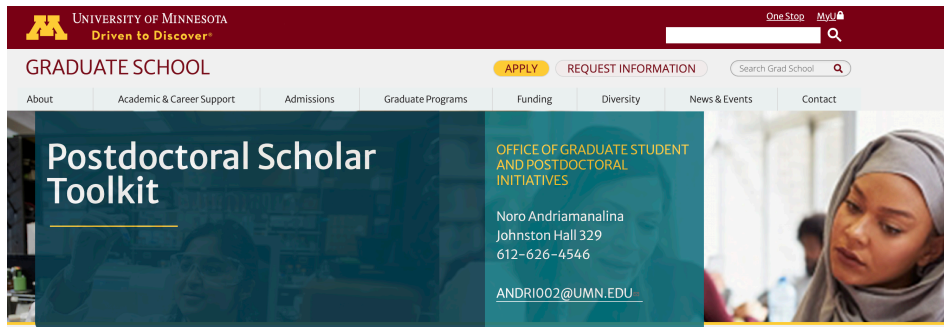 UNIVERSITY OF MINNESOTA
Driven to Discover®
One Stop MyU
GRADUATE SCHOOL
APPLY REQUEST INFORMATION Search Grad School
About Academic & Career Support Admissions Graduate Programs Funding Diversity News & Events Contact
Postdoctoral Scholar
Toolkit
OFFICE OF GRADUATE STUDENT
AND POSTDOCTORAL
INITIATIVES
Noro Andriamanalina
Johnston Hall 329
612-626-4546
ANDRI002@UMN.EDU